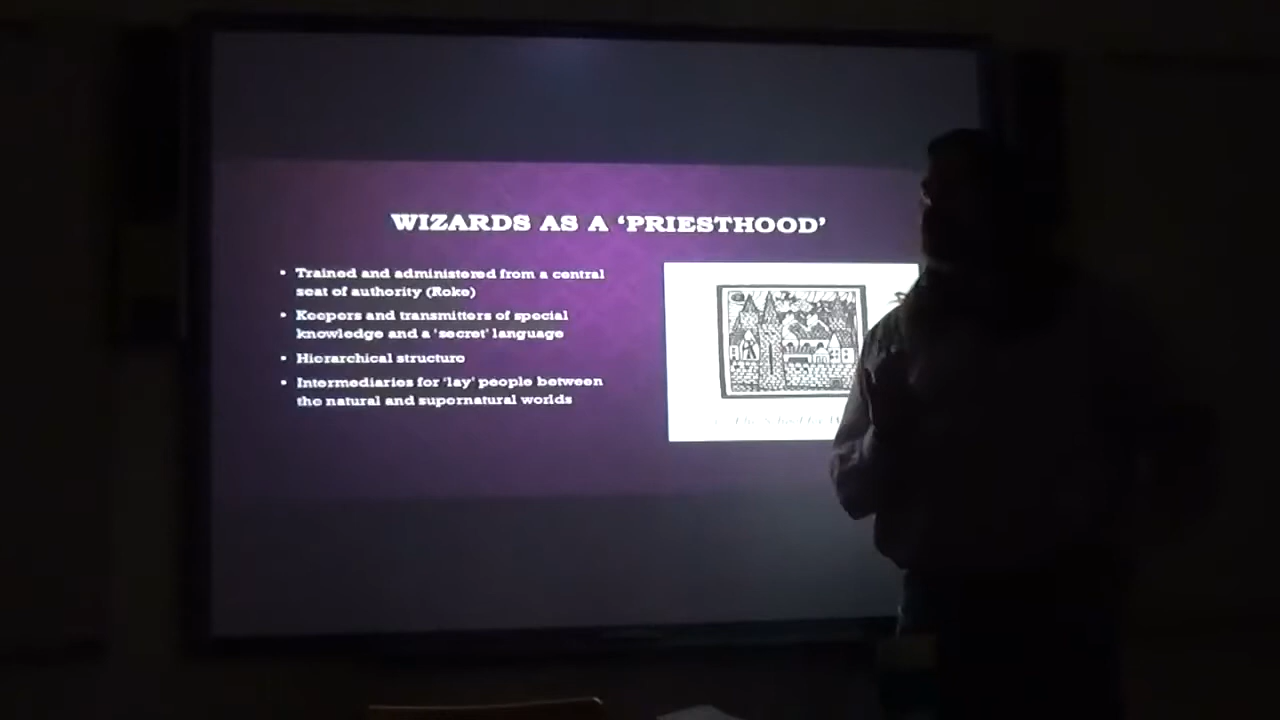 WIZARDS AS A ‘PRIESTHOOD’
• Trained and administered from a central
seat of authority (Roke)
• Keepers and transmitters of special
knowledge and a ‘secret’ language
• Hierarchical structure
• Intermediaries for ‘lay’ people between
the natural and supernatural worlds